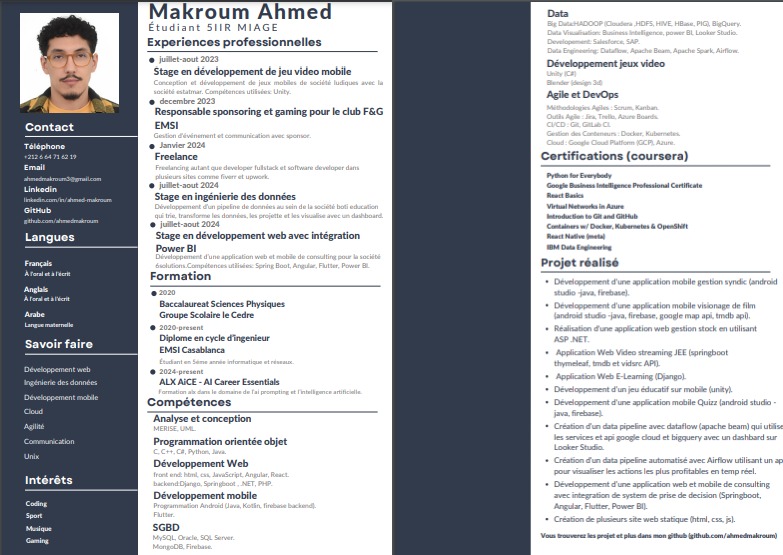 Makroum Ahmed
Étudiant 5IIR MIAGE
Contact
Téléphone
+212 6 64 71 62 19
Email
ahmedmakroum3@gmail.com
Linkedin
linkedin.com/in/ahmed-makroum
GitHub
github.com/ahmedmakroum
Langues
Français
À l'oral et à l'écrit
Anglais
À l'oral et à l'écrit
Arabe
Langue maternelle
Savoir faire
Développement web
Ingénierie des données
Développement mobile
Cloud
Agilité
Communication
Unix
Intérêts
Coding
Sport
Musique
Gaming
Experiences professionnelles
juillet-aout 2023
Stage en développement de jeu video mobile
Conception et développement de jeux mobiles de société ludiques avec la
société estatmar. Compétences utilisées: Unity.
decembre 2023
Responsable sponsoring et gaming pour le club F&G
EMSI
Gestion d'événement et communication avec sponsor.
Janvier 2024
Freelance
Freelancing autant que developer fullstack et software developer dans
plusieurs sites comme fiverr et upwork.
juillet-aout 2024
Stage en ingénierie des données
Développement d'un pipeline de données au sein de la société boti education
qui trie, transforme les données, les projette et les visualise avec un dashboard.
juillet-aout 2024
Stage en développement web avec intégration
Power BI
Développement d'une application web et mobile de consulting pour la société
6solutions.Compétences utilisées: Spring Boot, Angular, Flutter, Power BI.
Formation
2020
Baccalaureat Sciences Physiques
Groupe Scolaire le Cedre
2020-present
Diplome en cycle d'ingenieur
EMSI Casablanca
Étudiant en 5ème année informatique et réseaux.
2024-present
ALX AiCE - AI Career Essentials
Formation alx dans le domaine de l'ai prompting et l'intelligence artificielle.
Compétences
Analyse et conception
MERISE, UML.
Programmation orientée objet
C, C++, C#, Python, Java.
Développement Web
Front end: html, css, JavaScript, Angular, React.
backend:Django, Springboot , .NET, PHP.
Développement mobile
Programmation Android (Java, Kotlin, firebase backend).
Flutter.
SGBD
MySQL, Oracle, SQL Server.
MongoDB, Firebase.
Data
Big Data:HADOOP (Cloudera ,HDFS, HIVE, HBase, PIG), BigQuery.
Data Visualisation: Business Intelligence, power BI, Looker Studio.
Developement: Salesforce, SAP.
Data Engineering: Dataflow, Apache Beam, Apache Spark, Airflow.
Développement jeux video
Unity (C#)
Blender (design 3d)
Agile et DevOps
Méthodologies Agiles : Scrum, Kanban.
Outils Agile : Jira, Trello, Azure Boards.
CI/CD : Git, GitLab CI.
Gestion des Conteneurs : Docker, Kubernetes.
Cloud : Google Cloud Platform (GCP), Azure.
Certifications (coursera)
Python for Everybody
Google Business Intelligence Professional Certificate
React Basics
Virtual Networks in Azure
Introduction to Git and GitHub
Containers w/ Docker, Kubernetes & OpenShift
React Native (meta)
IBM Data Engineering
Projet réalisé
• Développement d'une application mobile gestion syndic (android
studio -java, firebase).
• Développement d'une application mobile visionage de film
(android studio -java, firebase, google map api, tmdb api).
• Réalisation d'une application web gestion stock en utilisant
ASP .NET.
• Application Web Video streaming JEE (springboot
thymeleaf, tmdb et vidsrc API).
• Application Web E-Learning (Django).
• Développement d'un jeu éducatif sur mobile (unity).
• Développement d'une application mobile Quizz (android studio -
java, firebase).
• Création d'un data pipeline avec dataflow (apache beam) qui utilise
les services et api google cloud et bigquery avec un dashbard sur
Looker Studio.
• Création d'un data pipeline automatisé avec Airflow utilisant un ap
pour visualiser les actions les plus profitables en temp réel.
• Développement d'une application web et mobile de consulting
avec integration de system de prise de decision (Springboot,
Angular, Flutter, Power BI).
• Création de plusieurs site web statique (html, css, js).
Vous trouverez les projet et plus dans mon github (github.com/ahmedmakroum)